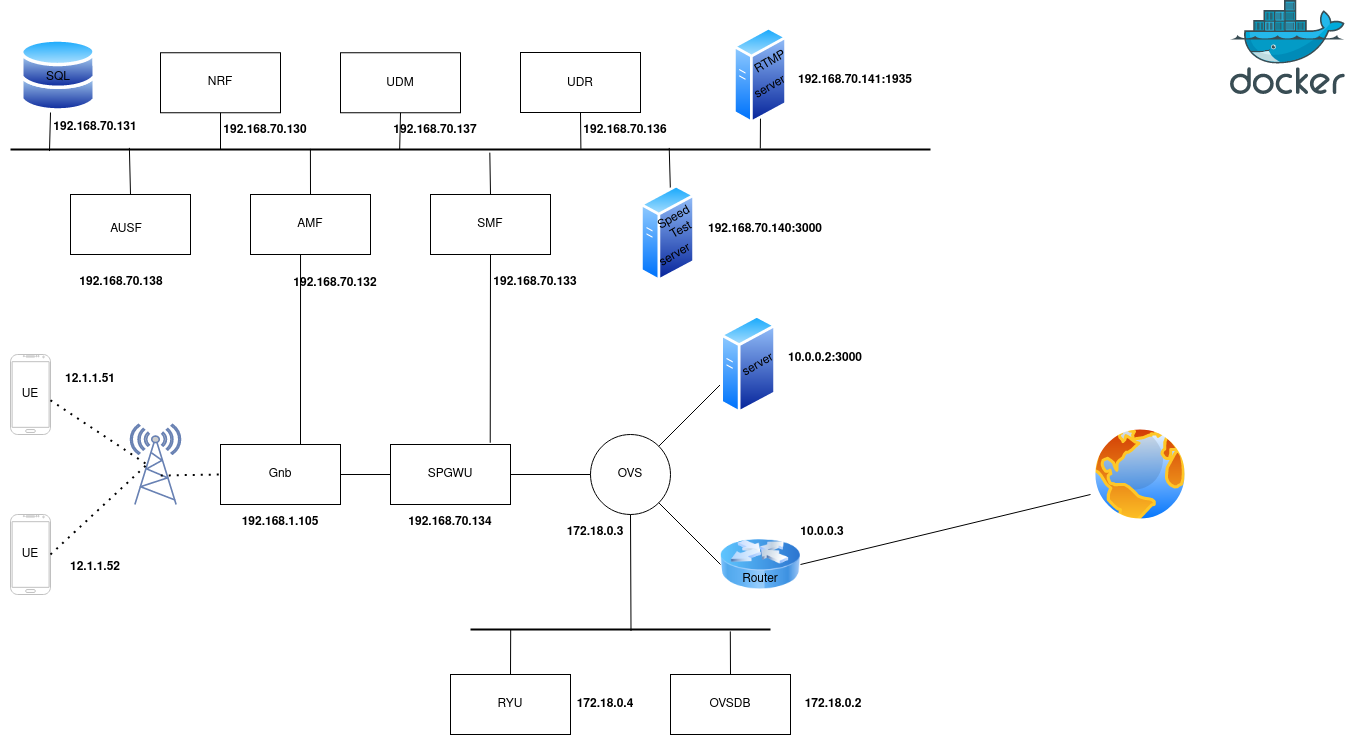 SQL
NRF
UDM
UDR
RTMP
server
192.168.70.141:1935
docker
192.168.70.131
192.168.70.130
192.168.70.137
192.168.70.136
AUSF
AMF
SMF
Speed
Test
server
192.168.70.140:3000
192.168.70.138
192.168.70.132
192.168.70.133
server
10.0.0.2:3000
UE
12.1.1.51
Gnb
SPGWU
OVS
192.168.1.105
192.168.70.134
172.18.0.3
10.0.0.3
UE
12.1.1.52
Router
RYU
172.18.0.4
OVSDB
172.18.0.2